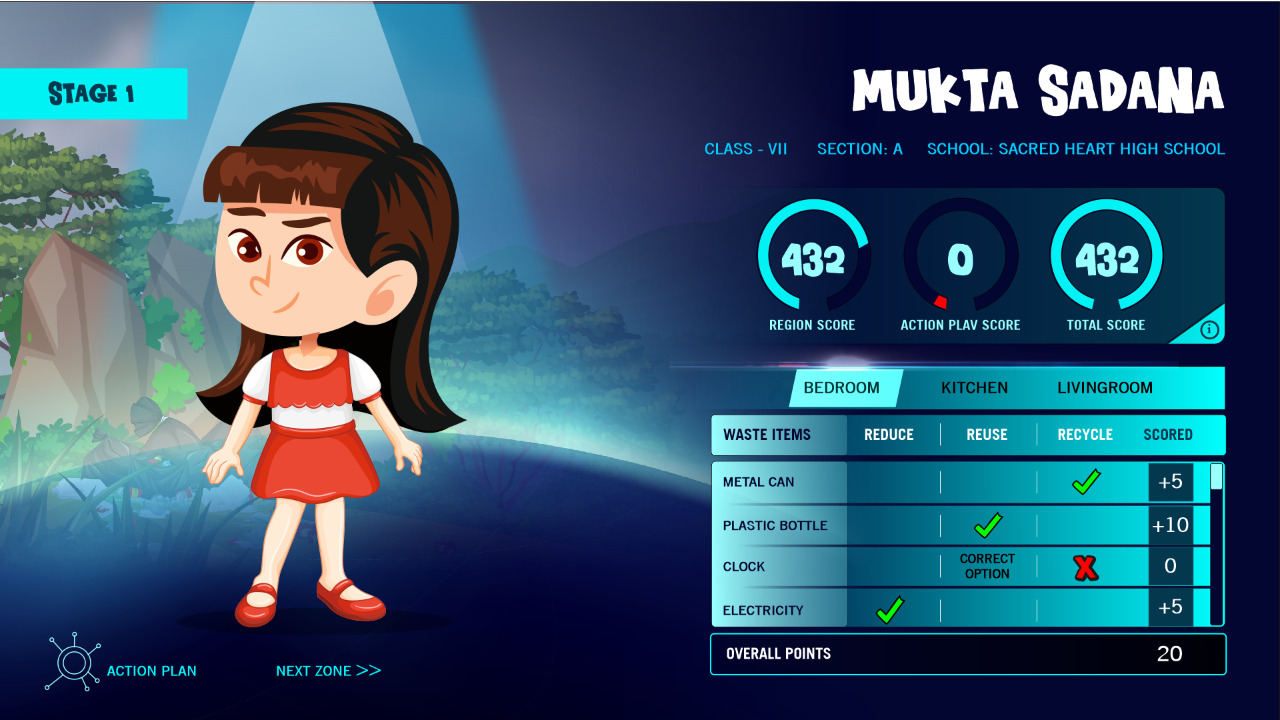 STAGE 1
MUKTA SADANA
CLASS - VII SECTION: A SCHOOL: SACRED HEART HIGH SCHOOL
432 0 432
REGION SCORE ACTION PLAV SCORE TOTAL SCORE
i
BEDROOM KITCHEN LIVINGROOM
WASTE ITEMS REDUCE REUSE RECYCLE SCORED
METAL CAN +5
PLASTIC BOTTLE +10
CLOCK CORRECT OPTION 0
ELECTRICITY +5
OVERALL POINTS 20
ACTION PLAN NEXT ZONE >>